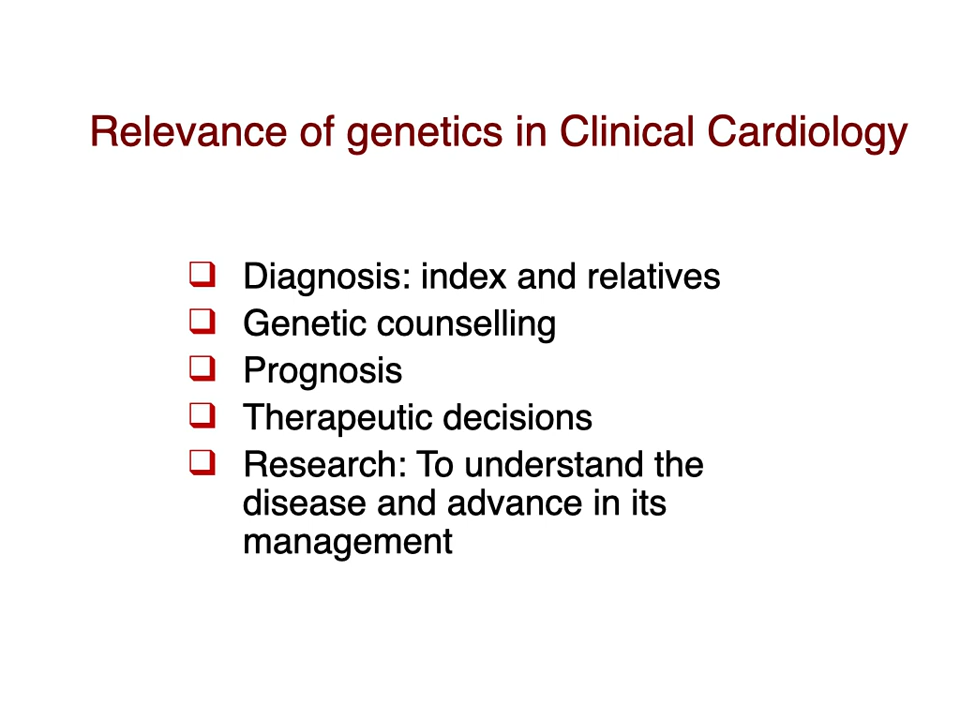 Relevance of genetics in Clinical Cardiology
Diagnosis: index and relatives
Genetic counselling
Prognosis
Therapeutic decisions
Research: To understand the
disease and advance in its
management